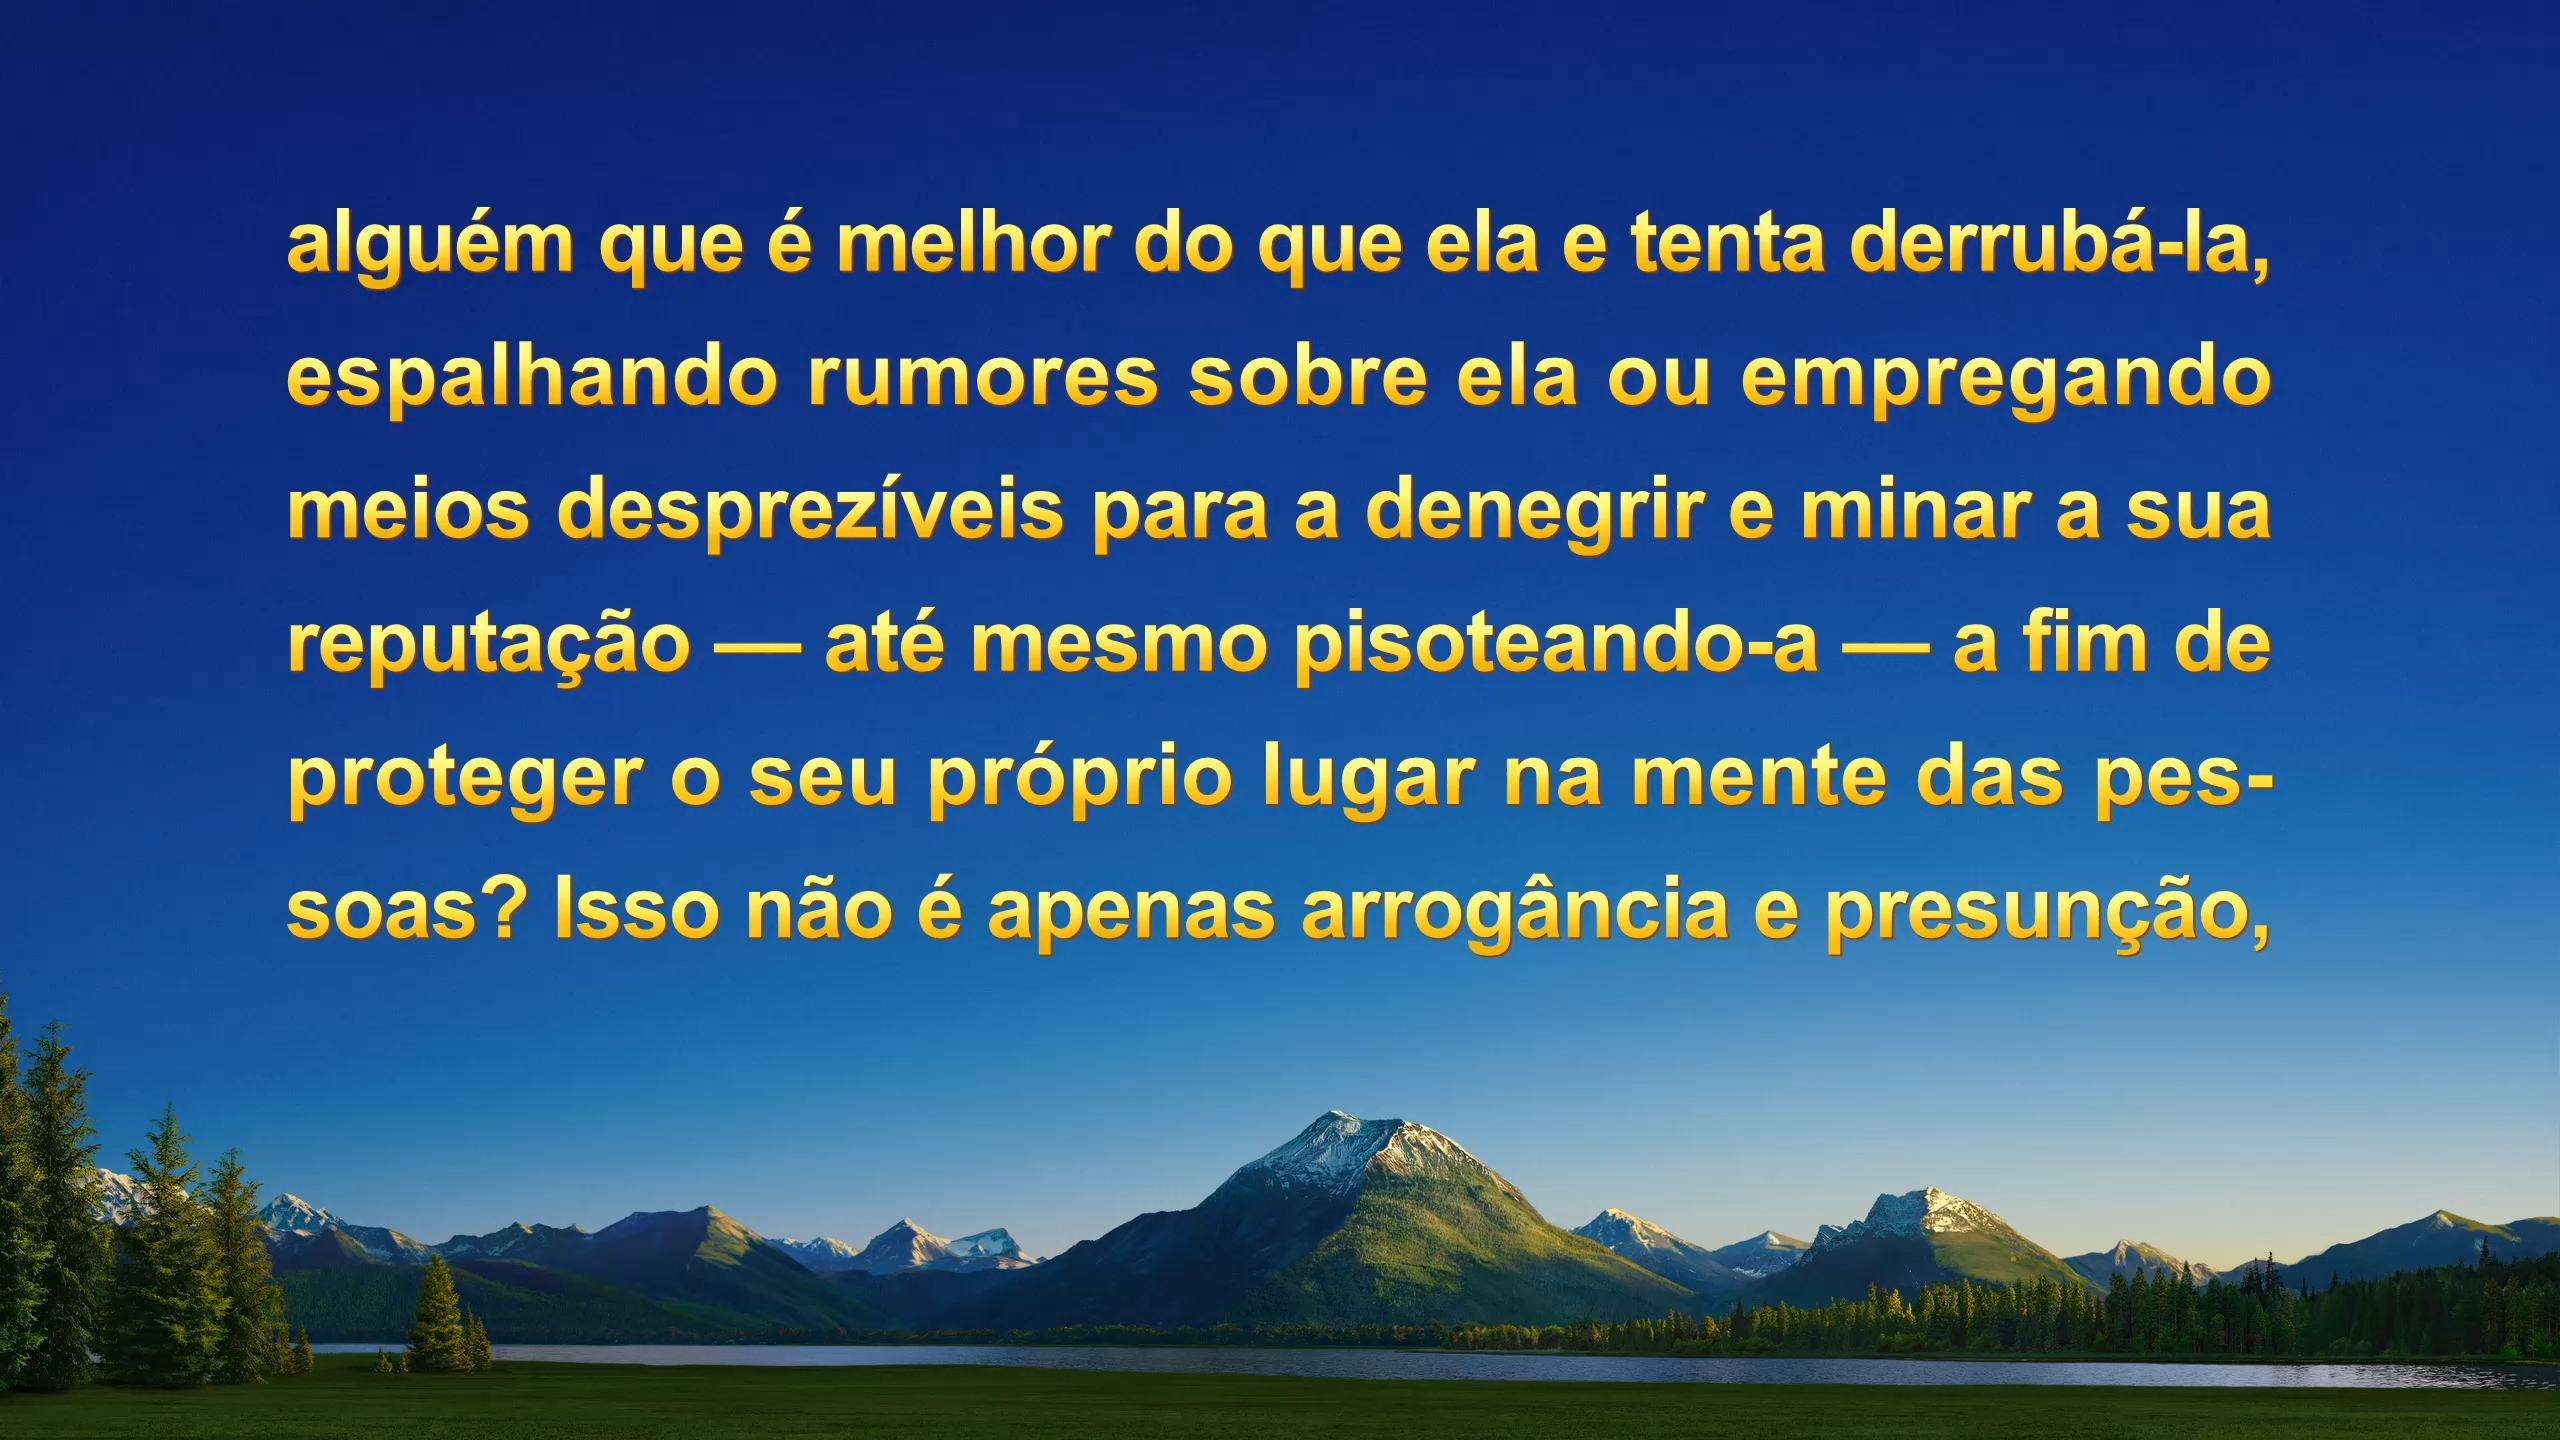 alguém que é melhor do que ela e tenta derrubá-la,
espalhando rumores sobre ela ou empregando
meios desprezíveis para a denegrir e minar a sua
reputação — até mesmo pisoteando-a — a fim de
proteger o seu próprio lugar na mente das pes-
soas? Isso não é apenas arrogância e presunção,